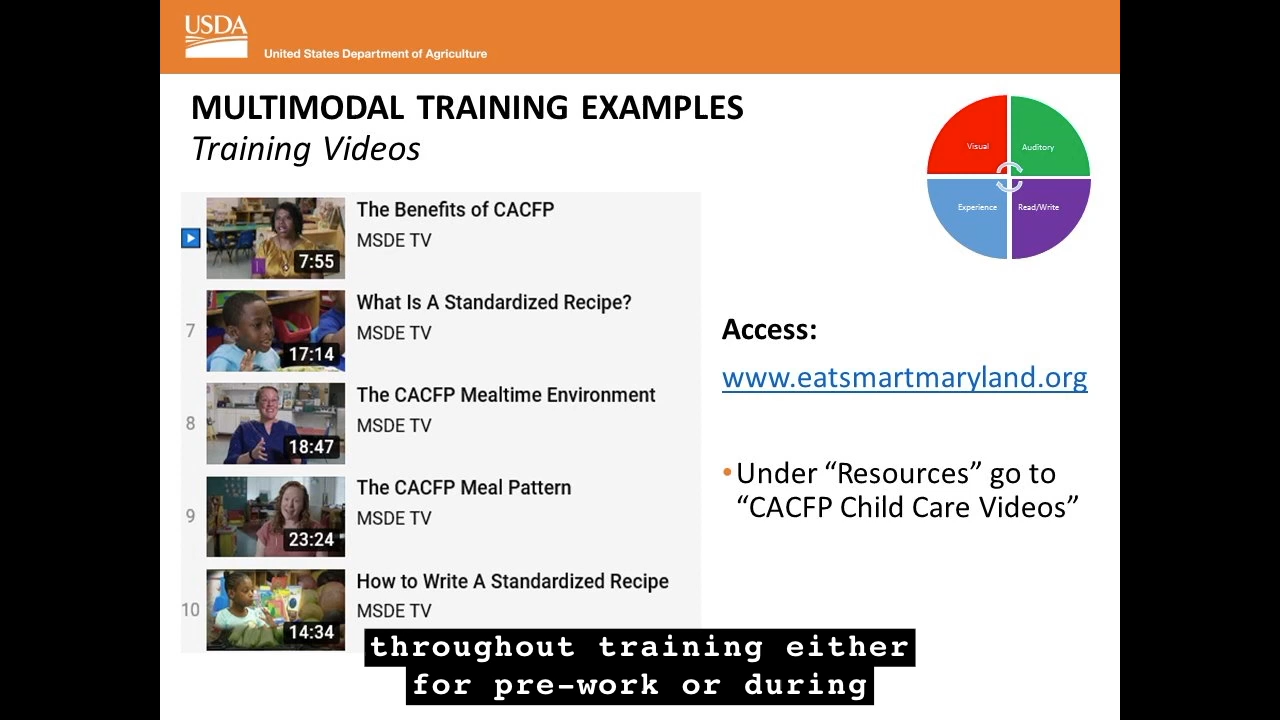 USDA
United States Department of Agriculture
MULTIMODAL TRAINING EXAMPLES
Training Videos
Visual
Auditory
Experience
Read/Write
The Benefits of CACFP
MSDE TV
7:55
7
What Is A Standardized Recipe?
MSDE TV
17:14
8
The CACFP Mealtime Environment
MSDE TV
18:47
9
The CACFP Meal Pattern
MSDE TV
23:24
10
How to Write A Standardized Recipe
MSDE TV
14:34
Access:
www.eatsmartmaryland.org
•Under “Resources” go to
“CACFP Child Care Videos”
throughout training either
for pre-work or during